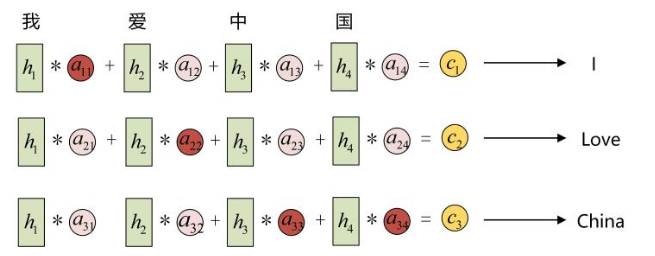 我 爱 中 国
h₁ * a₁₁ + h₂ * a₁₂ + h₃ * a₁₃ + h₄ * a₁₄ = c₁ → I
h₁ * a₂₁ + h₂ * a₂₂ + h₃ * a₂₃ + h₄ * a₂₄ = c₂ → Love
h₁ * a₃₁ h₂ * a₃₂ + h₃ * a₃₃ + h₄ * a₃₄ = c₃ → China